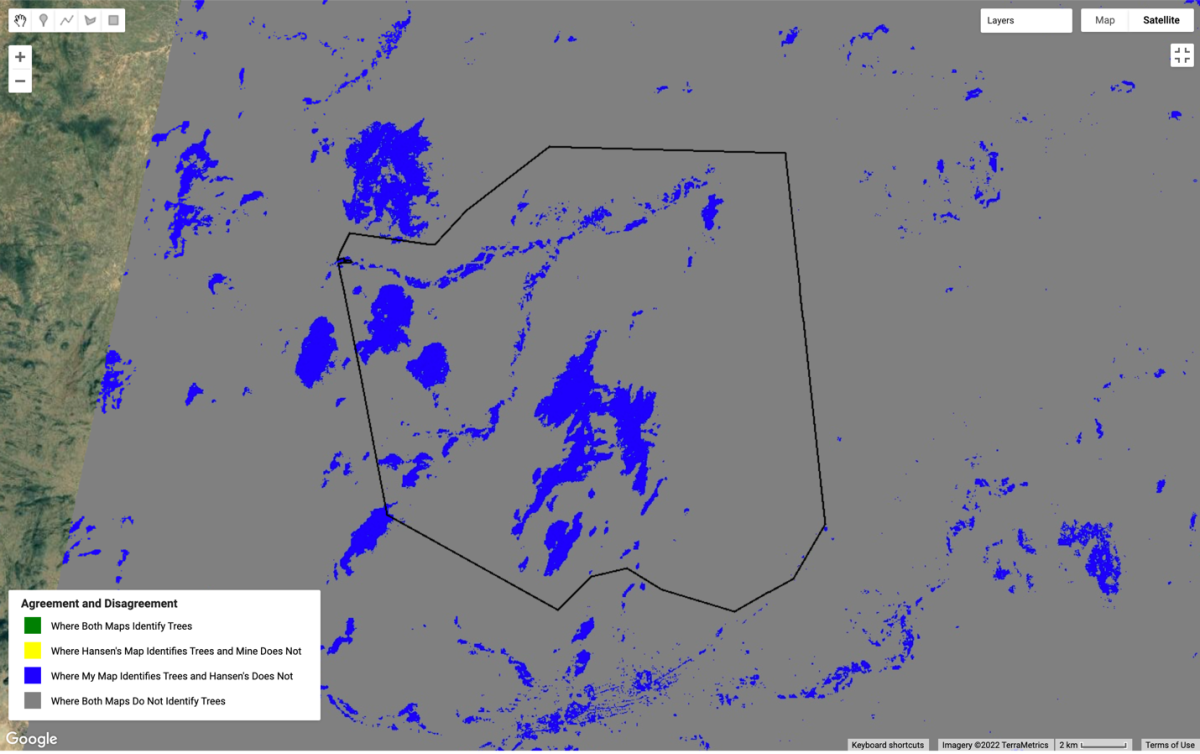 Layers
Map
Satellite
+
−
Agreement and Disagreement
Where Both Maps Identify Trees
Where Hansen's Map Identifies Trees and Mine Does Not
Where My Map Identifies Trees and Hansen's Does Not
Where Both Maps Do Not Identify Trees
Google
Keyboard shortcuts
Imagery ©2022 TerraMetrics
2 km
Terms of Use